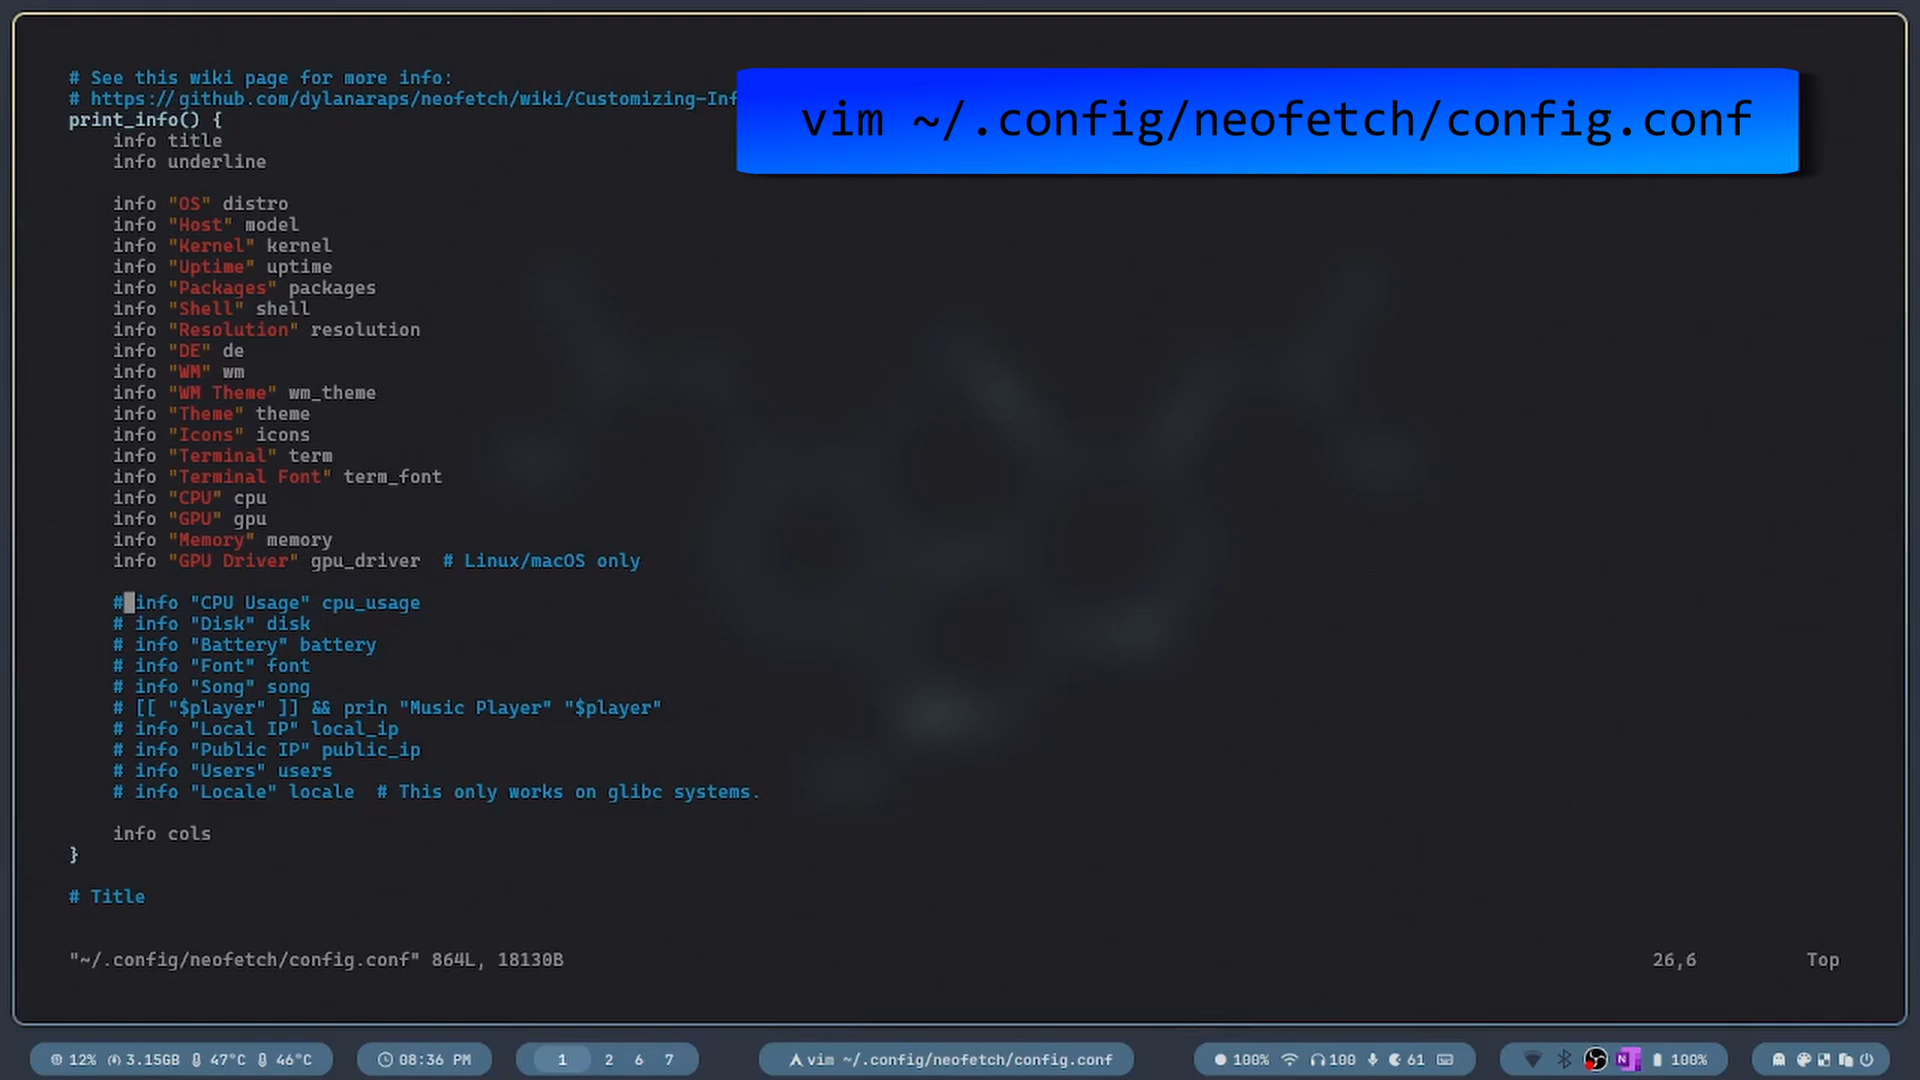 # See this wiki page for more info:
# https://github.com/dylanaraps/neofetch/wiki/Customizing-Inf
vim ~/.config/neofetch/config.conf
print_info() {
    info title
    info underline

    info "OS" distro
    info "Host" model
    info "Kernel" kernel
    info "Uptime" uptime
    info "Packages" packages
    info "Shell" shell
    info "Resolution" resolution
    info "DE" de
    info "WM" wm
    info "WM Theme" wm_theme
    info "Theme" theme
    info "Icons" icons
    info "Terminal" term
    info "Terminal Font" term_font
    info "CPU" cpu
    info "GPU" gpu
    info "Memory" memory
    info "GPU Driver" gpu_driver  # Linux/macOS only

    # info "CPU Usage" cpu_usage
    # info "Disk" disk
    # info "Battery" battery
    # info "Font" font
    # info "Song" song
    # [[ "$player" ]] && prin "Music Player" "$player"
    # info "Local IP" local_ip
    # info "Public IP" public_ip
    # info "Users" users
    # info "Locale" locale  # This only works on glibc systems.

    info cols
}

# Title

"~/.config/neofetch/config.conf" 864L, 18130B 26,6 Top
12% 3.15GB 47°C 46°C 08:36 PM 1 2 6 7 vim ~/.config/neofetch/config.conf 100% 100 61 N 100%